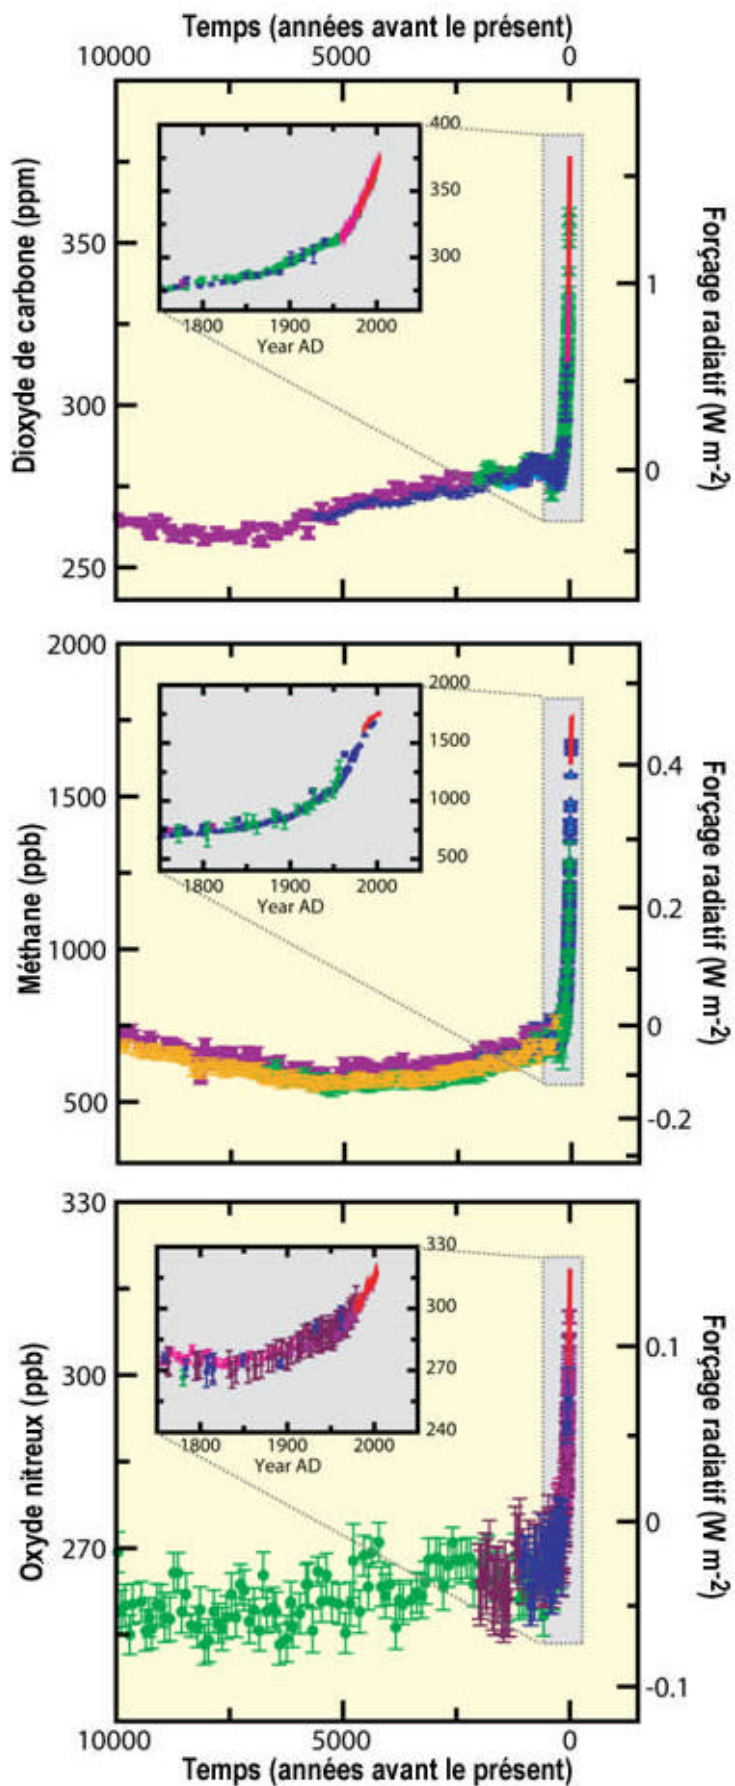 Temps (années avant le présent)
10000 5000 0
Dioxyde de carbone (ppm)
350
300
250
400
350
300
1800 1900 2000
Year AD
1
0
Forçage radiatif (W m-2)
Méthane (ppb)
2000
1500
1000
500
2000
1500
1000
500
1800 1900 2000
Year AD
0.4
0.2
0
-0.2
Forçage radiatif (W m-2)
Oxyde nitreux (ppb)
330
300
270
330
300
270
240
1800 1900 2000
Year AD
0.1
0
-0.1
Forçage radiatif (W m-2)
10000 5000 0
Temps (années avant le présent)